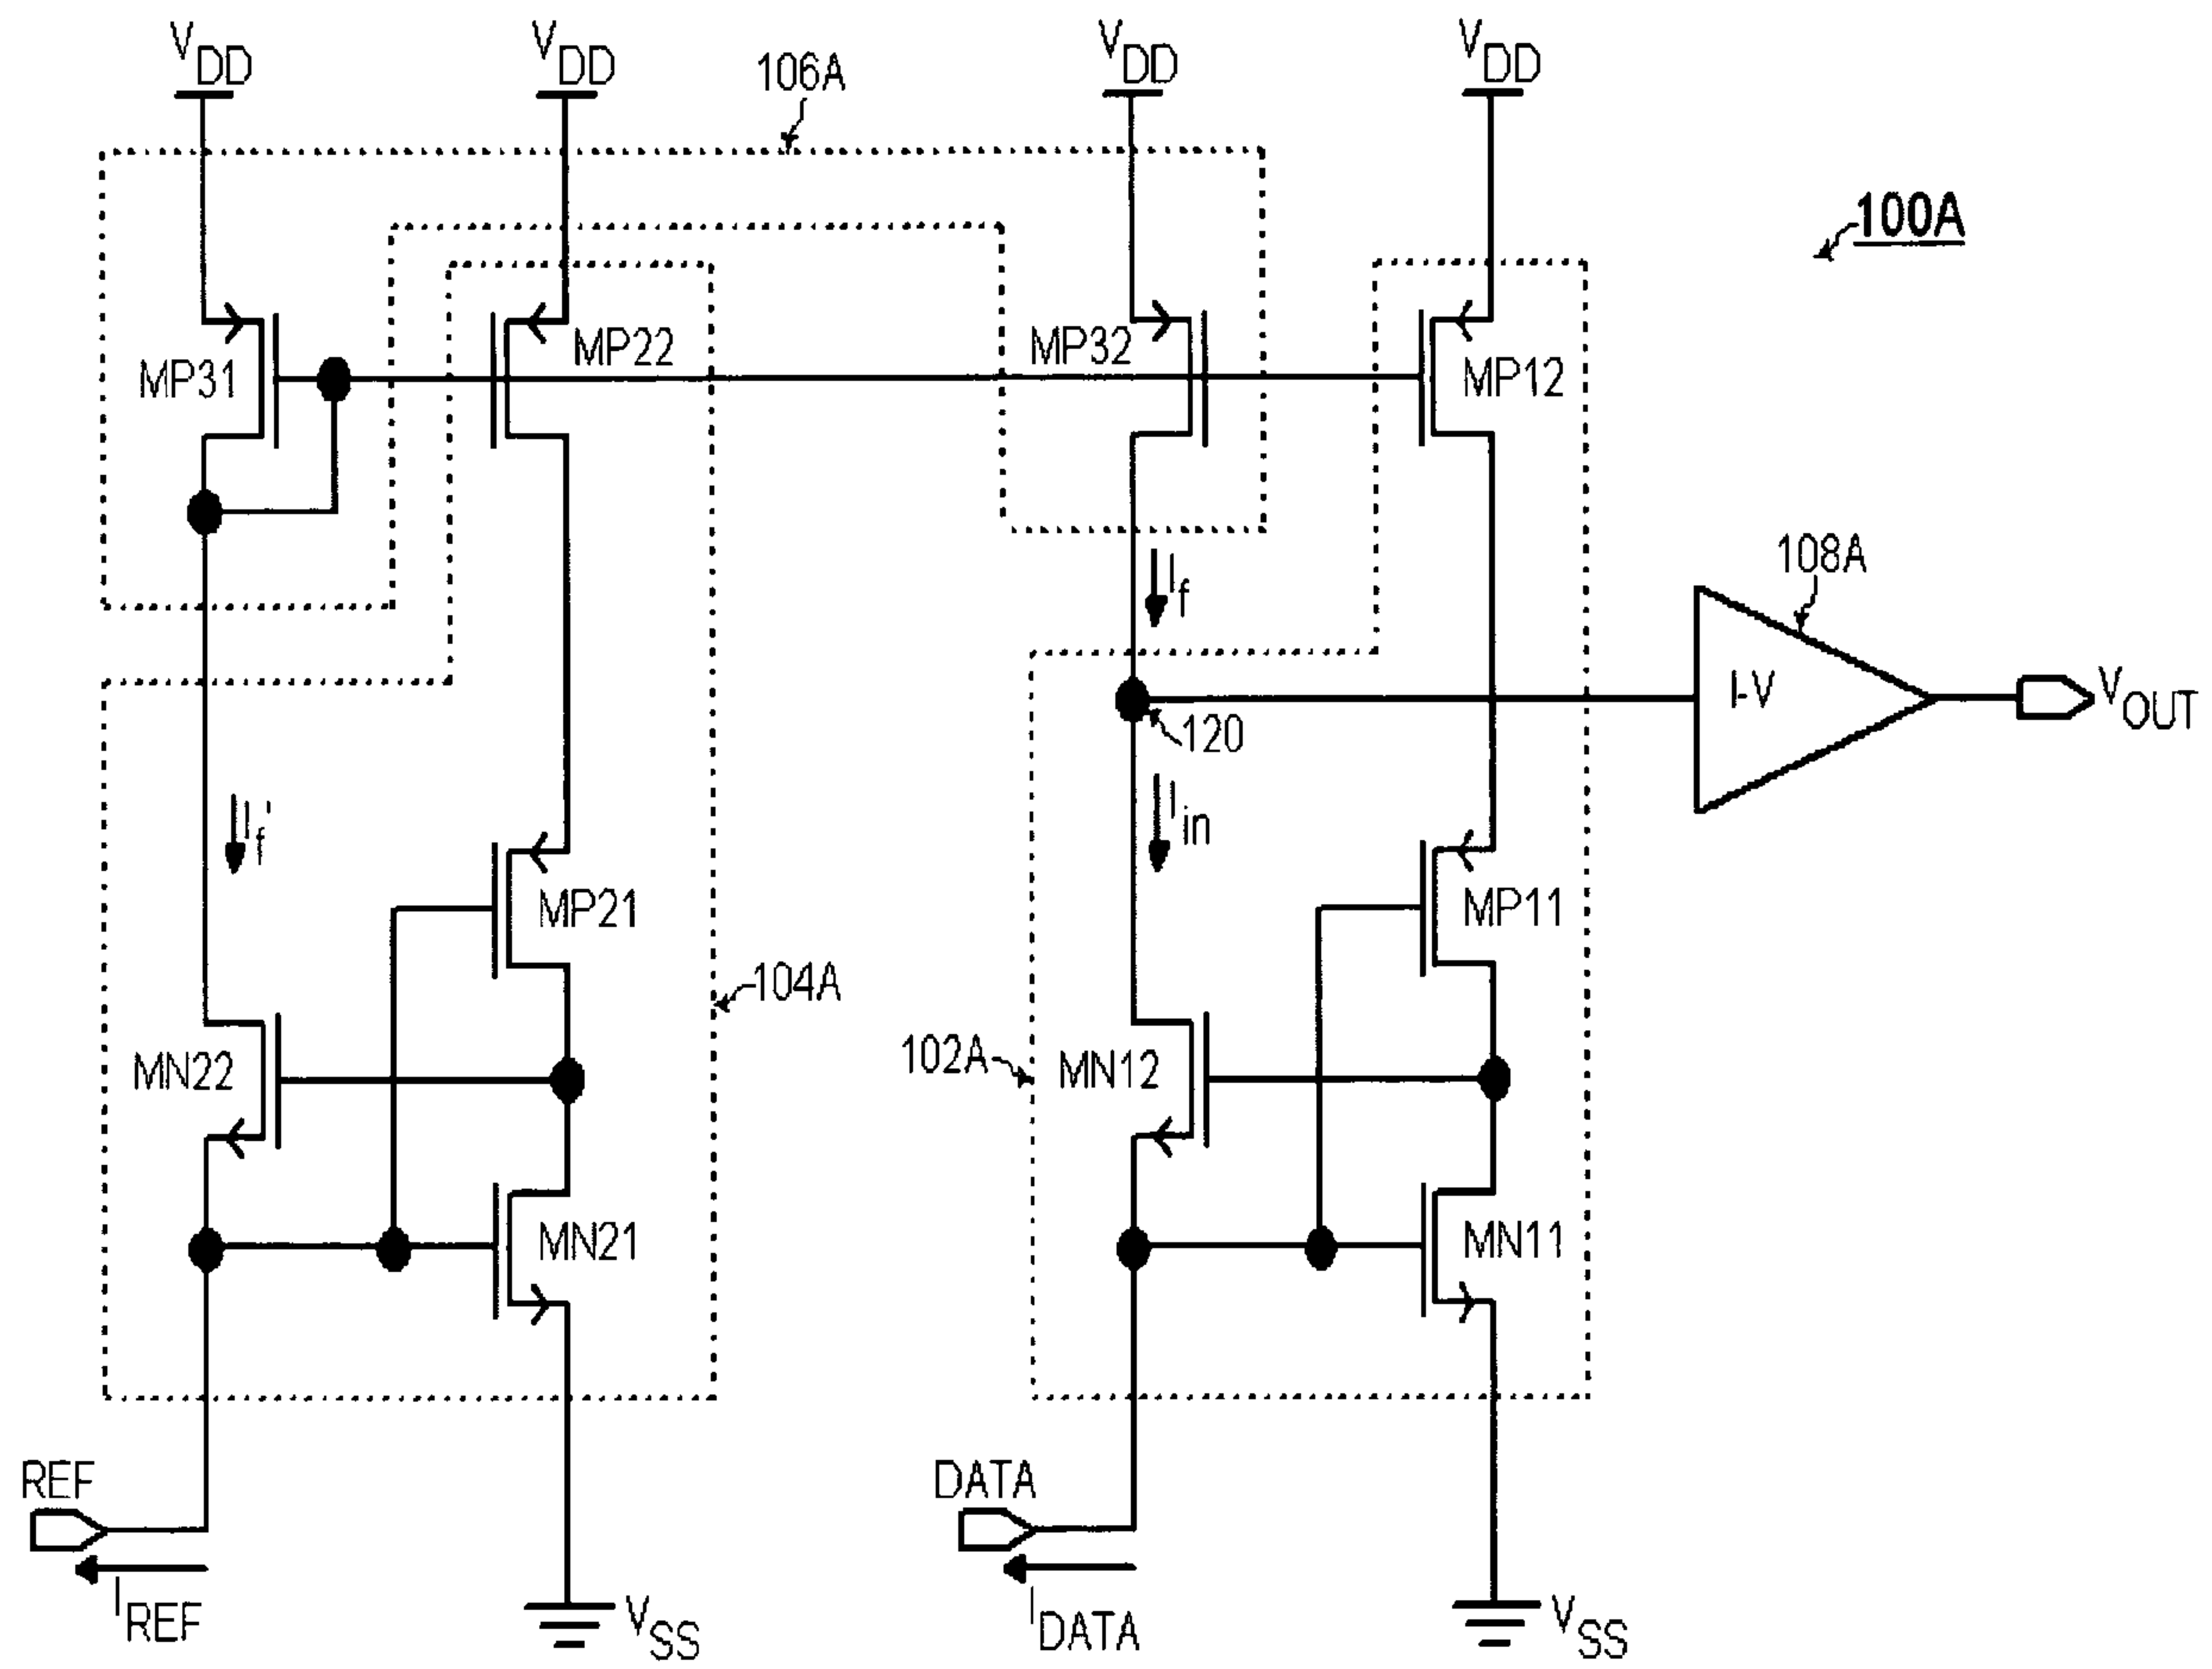 VDD
VDD
106A
VDD
VDD
100A
MP31
MP22
MP32
MP12
If
108A
I-V
VOUT
120
If'
Iin
MP21
MP11
104A
MN22
102A
MN12
MN21
MN11
REF
DATA
IREF
VSS
IDATA
VSS